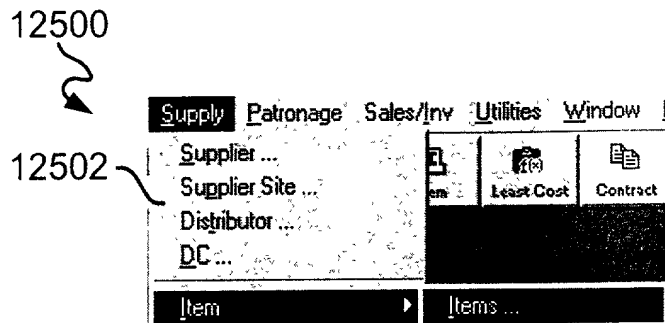 12500
Supply Patronage Sales/Inv Utilities Window
12502
Supplier ...
Supplier Site ...
Distributor ...
DC ...
Least Cost Contract
Item Items ...